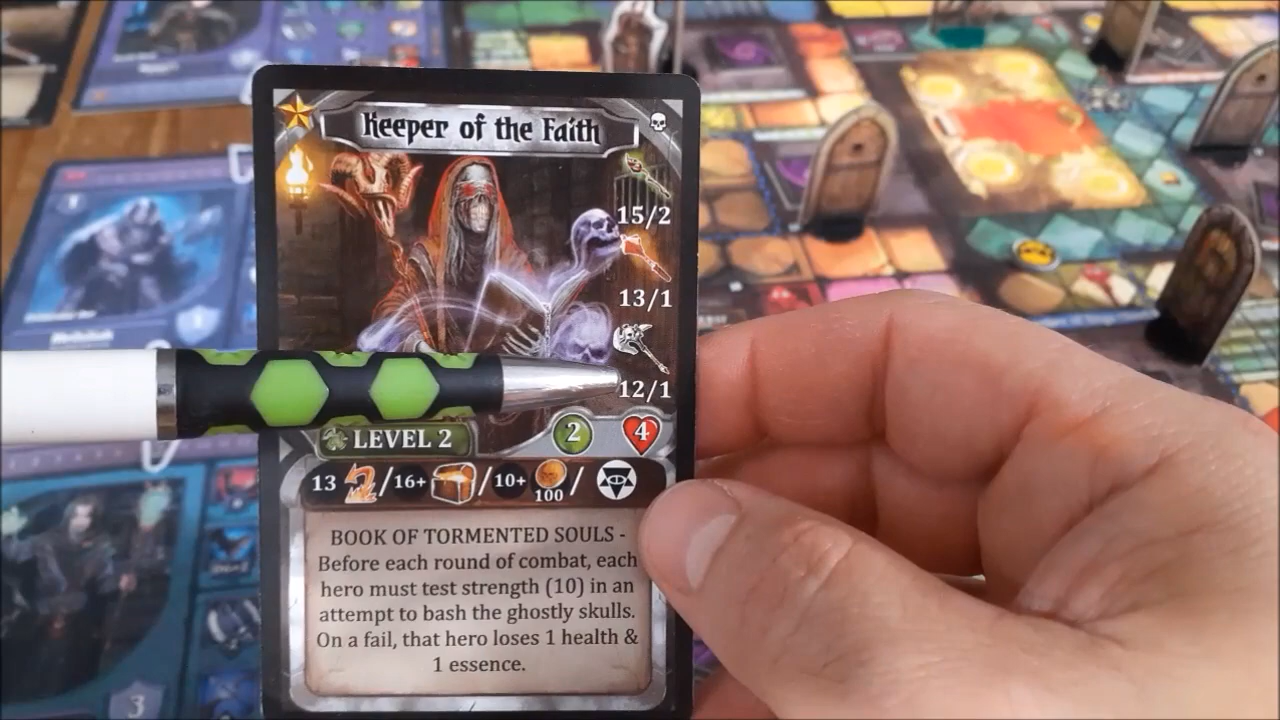 Keeper of the Faith
15/2
13/1
12/1
LEVEL 2
2
4
13 /16+ /10+ 100 /
BOOK OF TORMENTED SOULS -
Before each round of combat, each
hero must test strength (10) in an
attempt to bash the ghostly skulls.
On a fail, that hero loses 1 health &
1 essence.
3